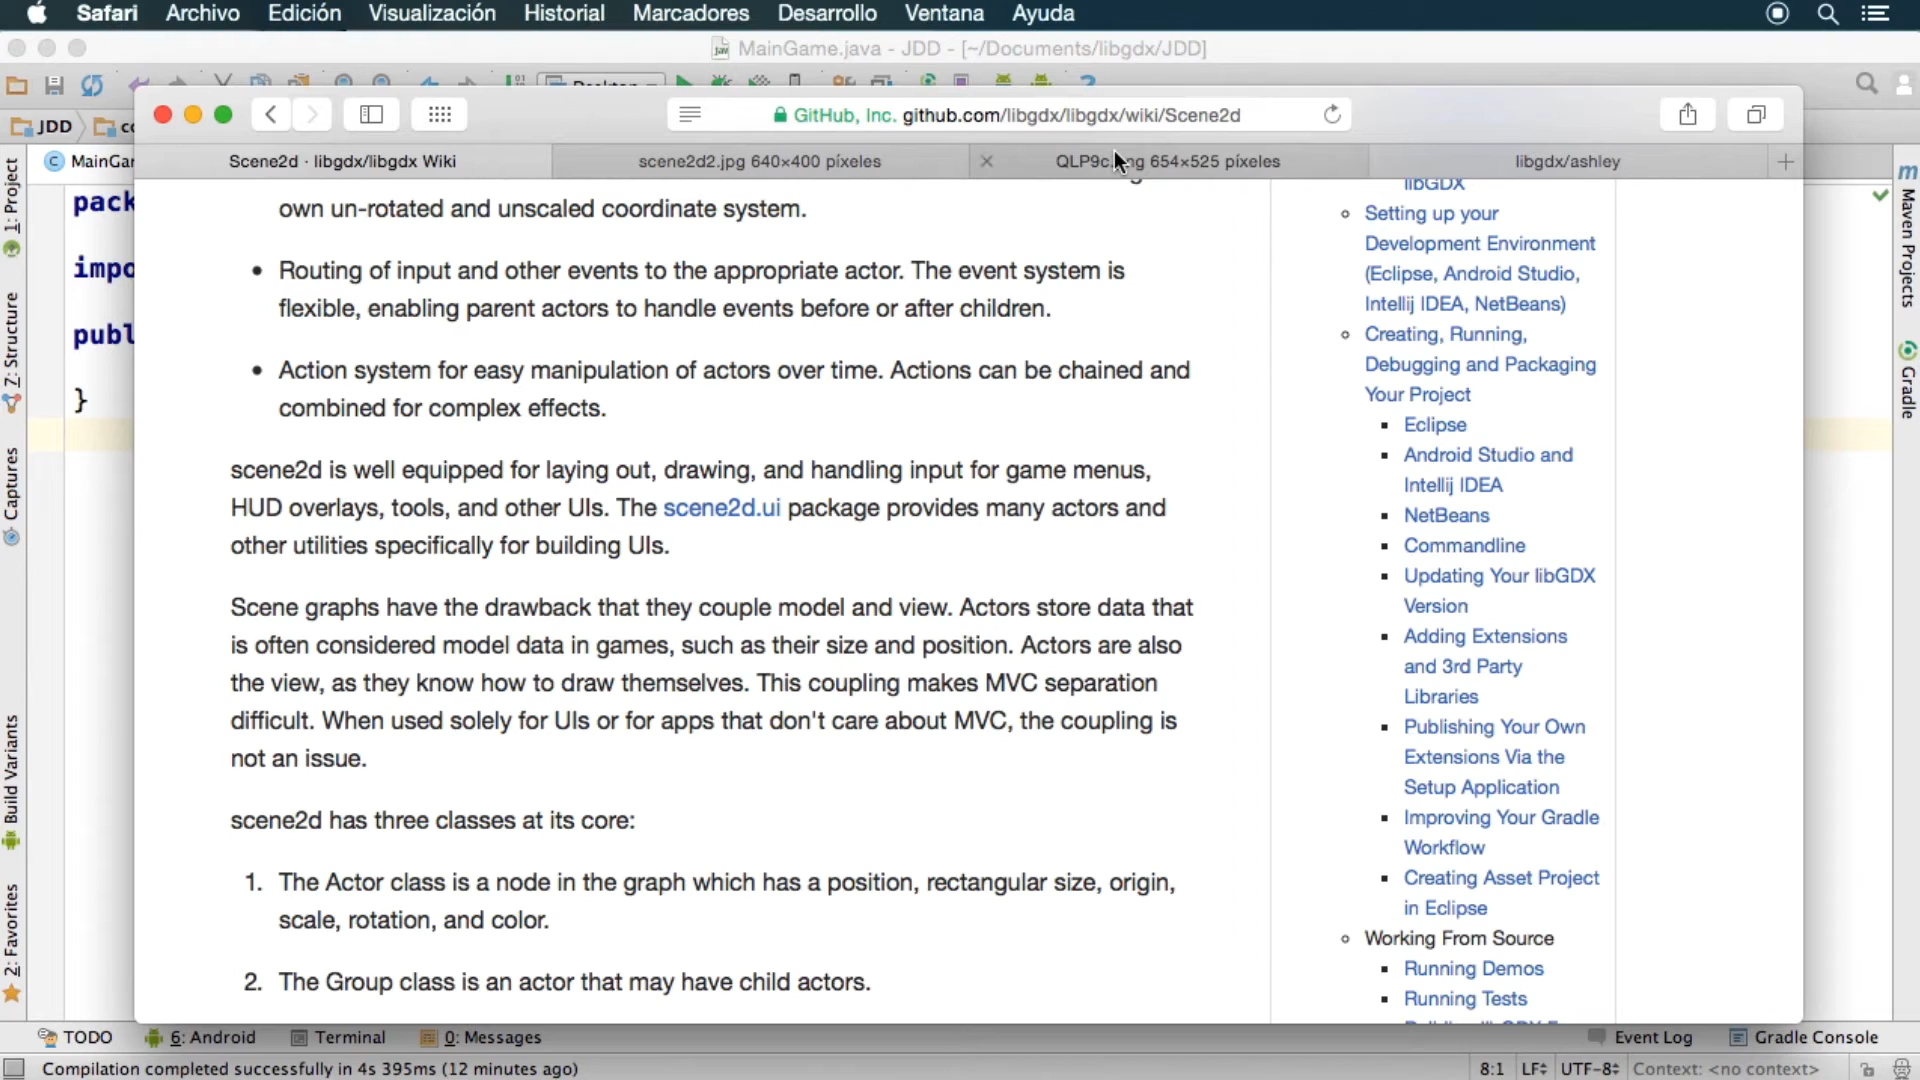 Safari Archivo Edición Visualización Historial Marcadores Desarrollo Ventana Ayuda
MainGame.java - JDD - [~/Documents/libgdx/JDD]
GitHub, Inc. github.com/libgdx/libgdx/wiki/Scene2d
JDD
MainGar
Scene2d · libgdx/libgdx Wiki
scene2d2.jpg 640×400 píxeles
654×525 píxeles
libgdx/ashley
1: Project
7: Structure
Captures
Build Variants
2: Favorites
pack
impo
publ
}
own un-rotated and unscaled coordinate system.
• Routing of input and other events to the appropriate actor. The event system is
flexible, enabling parent actors to handle events before or after children.
• Action system for easy manipulation of actors over time. Actions can be chained and
combined for complex effects.
scene2d is well equipped for laying out, drawing, and handling input for game menus,
HUD overlays, tools, and other UIs. The scene2d.ui package provides many actors and
other utilities specifically for building UIs.
Scene graphs have the drawback that they couple model and view. Actors store data that
is often considered model data in games, such as their size and position. Actors are also
the view, as they know how to draw themselves. This coupling makes MVC separation
difficult. When used solely for UIs or for apps that don't care about MVC, the coupling is
not an issue.
scene2d has three classes at its core:
1. The Actor class is a node in the graph which has a position, rectangular size, origin,
scale, rotation, and color.
2. The Group class is an actor that may have child actors.
libGDX
Setting up your
Development Environment
(Eclipse, Android Studio,
Intellij IDEA, NetBeans)
Creating, Running,
Debugging and Packaging
Your Project
Eclipse
Android Studio and
Intellij IDEA
NetBeans
Commandline
Updating Your libGDX
Version
Adding Extensions
and 3rd Party
Libraries
Publishing Your Own
Extensions Via the
Setup Application
Improving Your Gradle
Workflow
Creating Asset Project
in Eclipse
Working From Source
Running Demos
Running Tests
Maven Projects
Gradle
TODO
6: Android
Terminal
0: Messages
Event Log
Gradle Console
Compilation completed successfully in 4s 395ms (12 minutes ago)
8:1 LF UTF-8 Context: <no context>